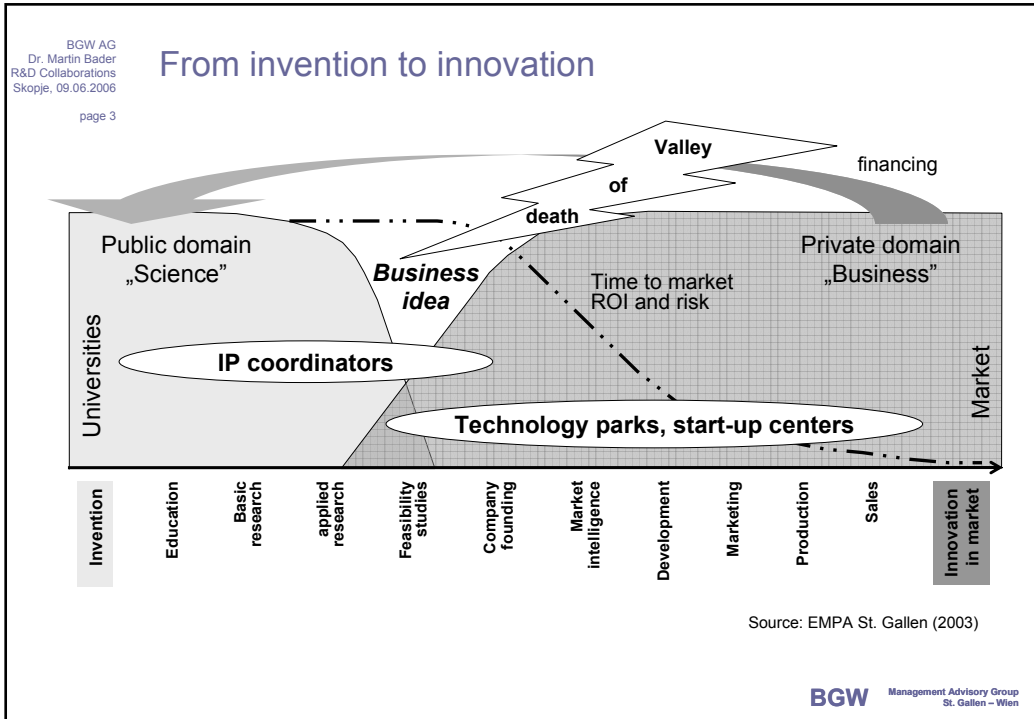 BGW AG
Dr. Martin Bader
R&D Collaborations
Skopje, 09.06.2006
page 3
From invention to innovation
Valley
of
death
financing
Public domain
„Science”
Business
idea
Private domain
„Business”
Time to market
ROI and risk
Universities
IP coordinators
Market
Technology parks, start-up centers
Invention
Education
Basic
research
applied
research
Feasibility
studies
Company
founding
Market
intelligence
Development
Marketing
Production
Sales
Innovation
in market
Source: EMPA St. Gallen (2003)
BGW
Management Advisory Group
St. Gallen – Wien